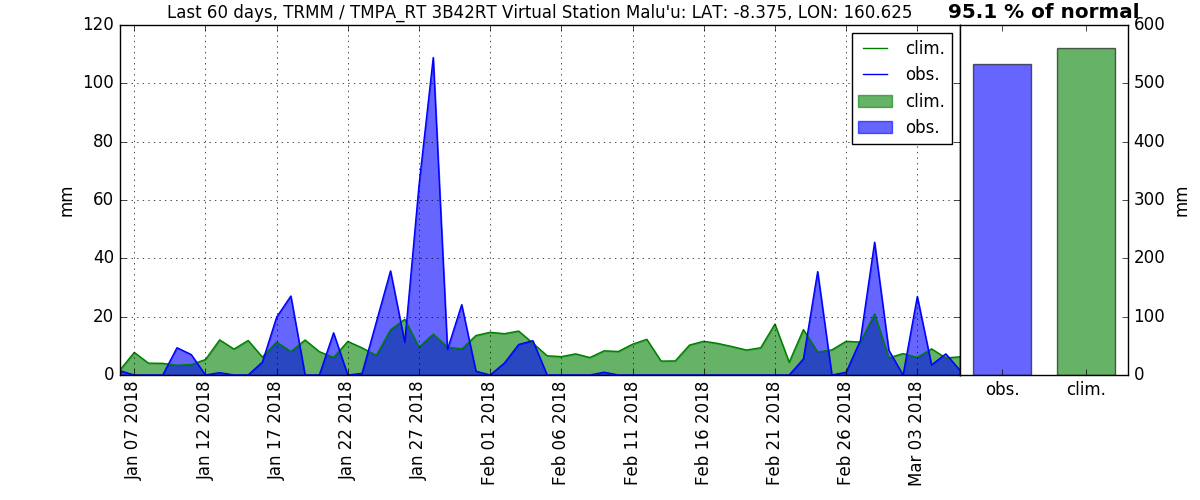 Last 60 days, TRMM / TMPA_RT 3B42RT Virtual Station Malu'u: LAT: -8.375, LON: 160.625
95.1 % of normal
120
100
80
60
40
20
0
mm
clim.
obs.
clim.
obs.
600
500
400
300
200
100
0
mm
Jan 07 2018
Jan 12 2018
Jan 17 2018
Jan 22 2018
Jan 27 2018
Feb 01 2018
Feb 06 2018
Feb 11 2018
Feb 16 2018
Feb 21 2018
Feb 26 2018
Mar 03 2018
obs.
clim.